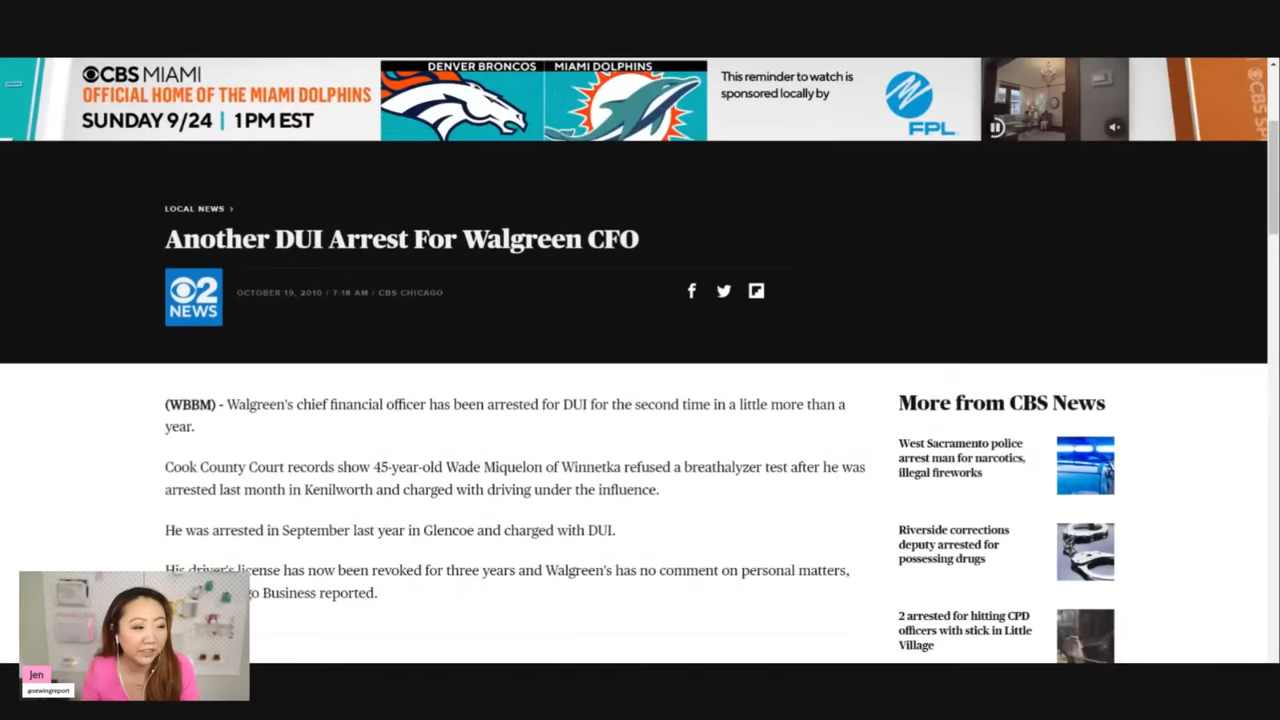 CBS MIAMI
OFFICIAL HOME OF THE MIAMI DOLPHINS
SUNDAY 9/24 | 1PM EST
DENVER BRONCOS
MIAMI DOLPHINS
This reminder to watch is
sponsored locally by
FPL
CBS SP
LOCAL NEWS ›
Another DUI Arrest For Walgreen CFO
2
NEWS
OCTOBER 19, 2010 / 7:18 AM / CBS CHICAGO
(WBBM) - Walgreen's chief financial officer has been arrested for DUI for the second time in a little more than a
year.
Cook County Court records show 45-year-old Wade Miquelon of Winnetka refused a breathalyzer test after he was
arrested last month in Kenilworth and charged with driving under the influence.
He was arrested in September last year in Glencoe and charged with DUI.
His driver's license has now been revoked for three years and Walgreen's has no comment on personal matters,
o Business reported.
More from CBS News
West Sacramento police
arrest man for narcotics,
illegal fireworks
Riverside corrections
deputy arrested for
possessing drugs
2 arrested for hitting CPD
officers with stick in Little
Village
Jen
@sewingreport